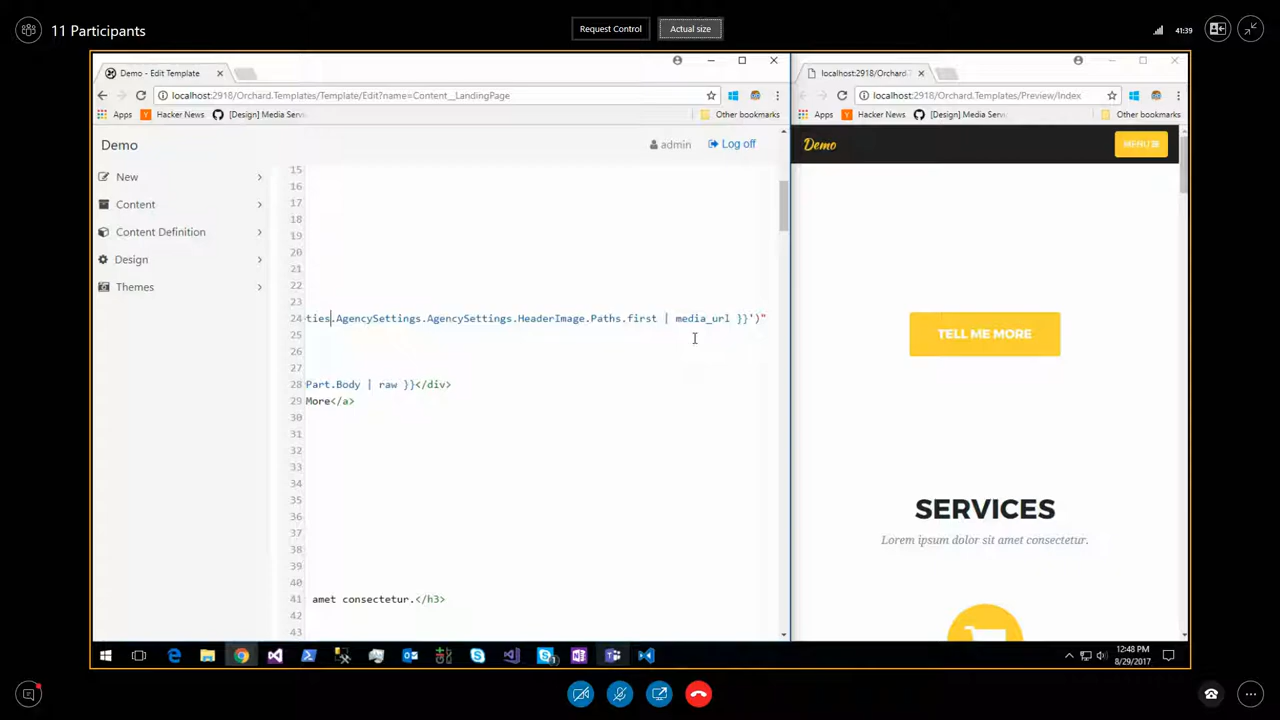 11 Participants
Request Control
Actual size
41:39
Demo - Edit Template
localhost:2918/Orchard.T
localhost:2918/Orchard.Templates/Template/Edit?name=Content__LandingPage
localhost:2918/Orchard.Templates/Preview/Index
Apps
Hacker News
[Design] Media Serv
Other bookmarks
Apps
Hacker News
[Design] Media Serv
Other bookmarks
Demo
admin
Log off
Demo
MENU
New
Content
Content Definition
Design
Themes
15
16
17
18
19
20
21
22
23
24 ties.AgencySettings.AgencySettings.HeaderImage.Paths.first | media_url }}')"
25
26
27
28 Part.Body | raw }}</div>
29 More</a>
30
31
32
33
34
35
36
37
38
39
40
41 amet consectetur.</h3>
42
43
TELL ME MORE
SERVICES
Lorem ipsum dolor sit amet consectetur.
12:48 PM
8/29/2017